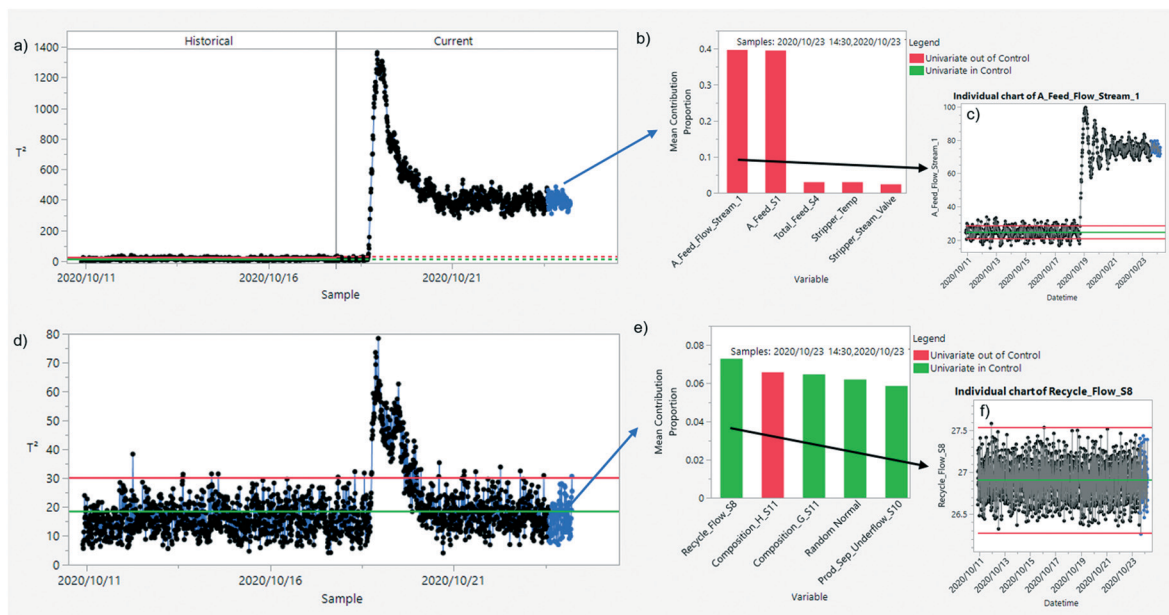 a)
Historical
Current
1400
1200
1000
800
600
400
200
0
T²
2020/10/11
2020/10/16
2020/10/21
Sample
b)
Samples: 2020/10/23 14:30,2020/10/23
0.4
0.3
0.2
0.1
0
Mean Contribution
Proportion
A_Feed_Flow_Stream_1
A_Feed_S1
Total_Feed_S4
Stripper_Temp
Stripper_Steam_Valve
Variable
Legend
Univariate out of Control
Univariate in Control
Individual chart of A_Feed_Flow_Stream_1
c)
100
80
60
40
20
A_Feed_Flow_Stream_1
2020/10/11
2020/10/13
2020/10/15
2020/10/17
2020/10/19
2020/10/21
2020/10/23
Datetime
d)
80
70
60
50
40
30
20
10
0
T²
2020/10/11
2020/10/16
2020/10/21
Sample
e)
Samples: 2020/10/23 14:30,2020/10/23
0.08
0.06
0.04
0.02
0
Mean Contribution
Proportion
Recycle_Flow_S8
Composition_H_S11
Composition_G_S11
Random Normal
Prod_Sep_Underflow_S10
Variable
Legend
Univariate out of Control
Univariate in Control
Individual chart of Recycle_Flow_S8
f)
27.5
27
26.5
Recycle_Flow_S8
2020/10/11
2020/10/13
2020/10/15
2020/10/17
2020/10/19
2020/10/21
2020/10/23
Datetime